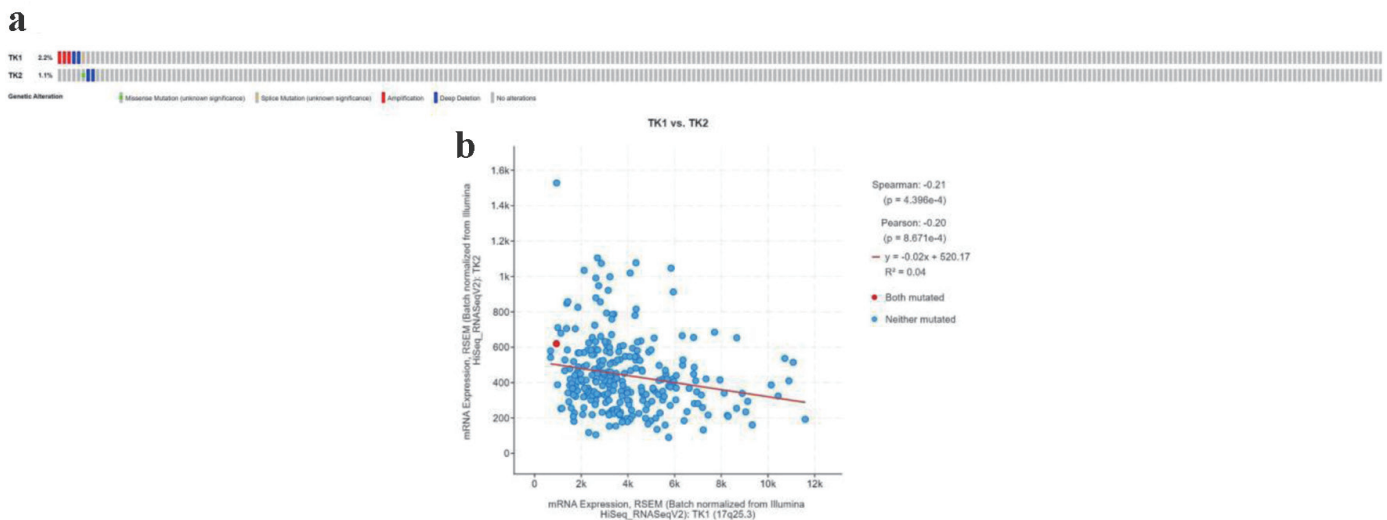 a
TK1 2.2%
TK2 1.1%
Genetic Alteration Missense Mutation (unknown significance) Splice Mutation (unknown significance) Amplification Deep Deletion No alterations
b
TK1 vs. TK2
mRNA Expression, RSEM (Batch normalized from Illumina
HiSeq_RNASeqV2): TK2
1.6k
1.4k
1.2k
1k
800
600
400
200
0
0 2k 4k 6k 8k 10k 12k
mRNA Expression, RSEM (Batch normalized from Illumina
HiSeq_RNASeqV2): TK1 (17q25.3)
Spearman: -0.21
(p = 4.396e-4)
Pearson: -0.20
(p = 8.671e-4)
y = -0.02x + 520.17
R² = 0.04
Both mutated
Neither mutated